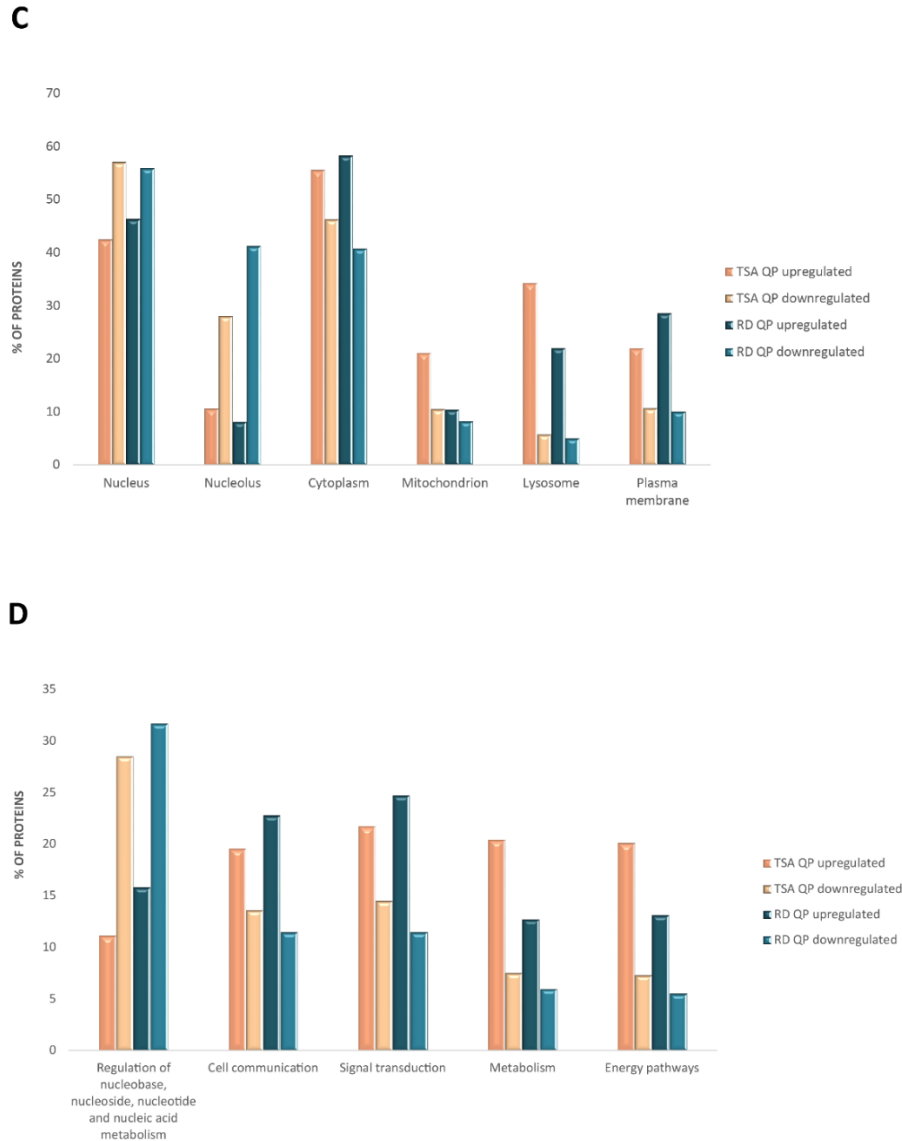 C
70
60
50
40
30
20
10
0
% OF PROTEINS
Nucleus
Nucleolus
Cytoplasm
Mitochondrion
Lysosome
Plasma
membrane
TSA QP upregulated
TSA QP downregulated
RD QP upregulated
RD QP downregulated
D
35
30
25
20
15
10
5
0
% OF PROTEINS
Regulation of
nucleobase,
nucleoside, nucleotide
and nucleic acid
metabolism
Cell communication
Signal transduction
Metabolism
Energy pathways
TSA QP upregulated
TSA QP downregulated
RD QP upregulated
RD QP downregulated